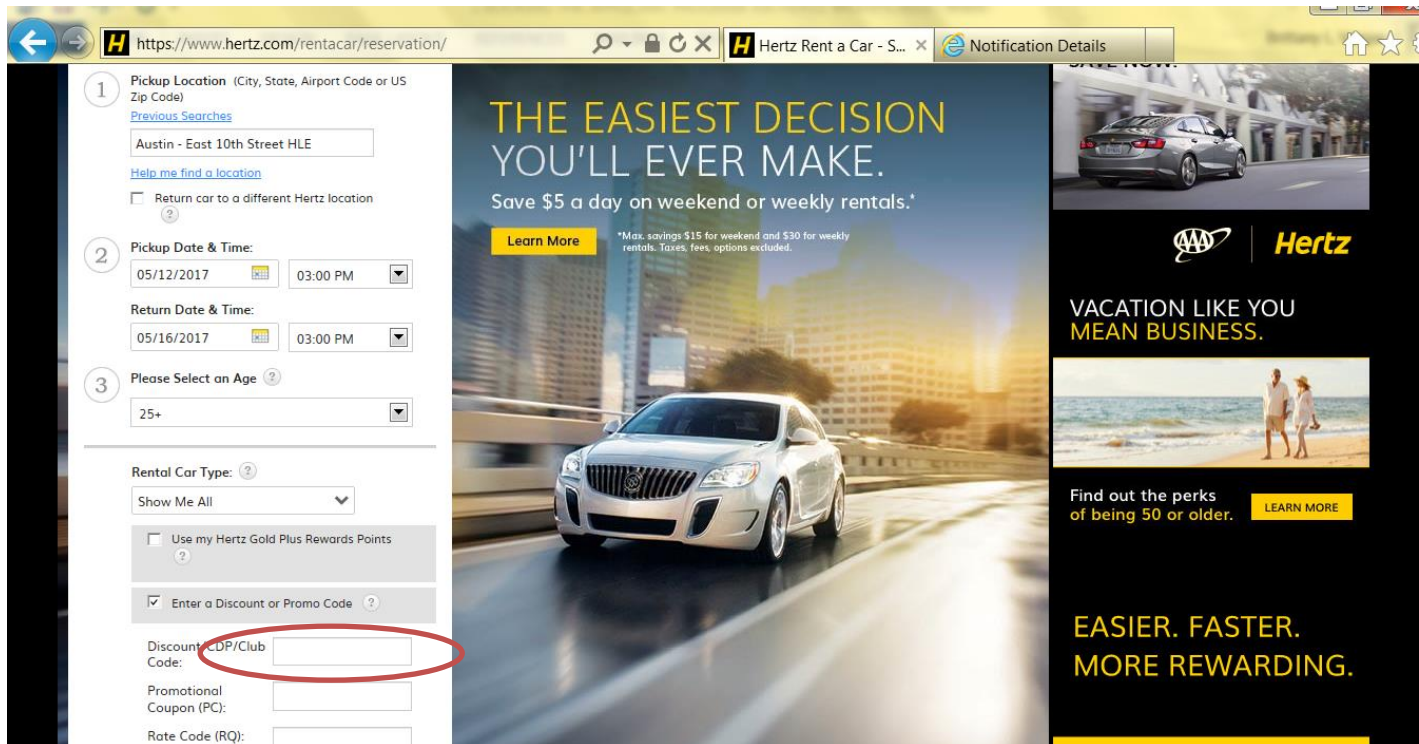 https://www.hertz.com/rentacar/reservation/
Hertz Rent a Car - S...
Notification Details
1
Pickup Location (City, State, Airport Code or US
Zip Code)
Previous Searches
Austin - East 10th Street HLE
Help me find a location
Return car to a different Hertz location
?
2
Pickup Date & Time:
05/12/2017
03:00 PM
Return Date & Time:
05/16/2017
03:00 PM
3
Please Select an Age ?
25+
Rental Car Type: ?
Show Me All
Use my Hertz Gold Plus Rewards Points
?
Enter a Discount or Promo Code ?
Discount/CDP/Club
Code:
Promotional
Coupon (PC):
Rate Code (RQ):
THE EASIEST DECISION
YOU'LL EVER MAKE.
Save $5 a day on weekend or weekly rentals.*
Learn More
*Max. savings $15 for weekend and $30 for weekly
rentals. Taxes, fees, options excluded.
SAVE NOW.
AAA
Hertz
VACATION LIKE YOU
MEAN BUSINESS.
Find out the perks
of being 50 or older.
LEARN MORE
EASIER. FASTER.
MORE REWARDING.